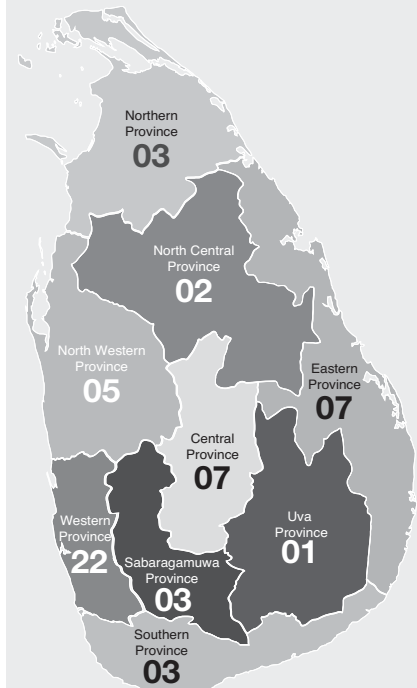 Northern
Province
03
North Central
Province
02
North Western
Province
05
Eastern
Province
07
Central
Province
07
Western
Province
22
Uva
Province
01
Sabaragamuwa
Province
03
Southern
Province
03